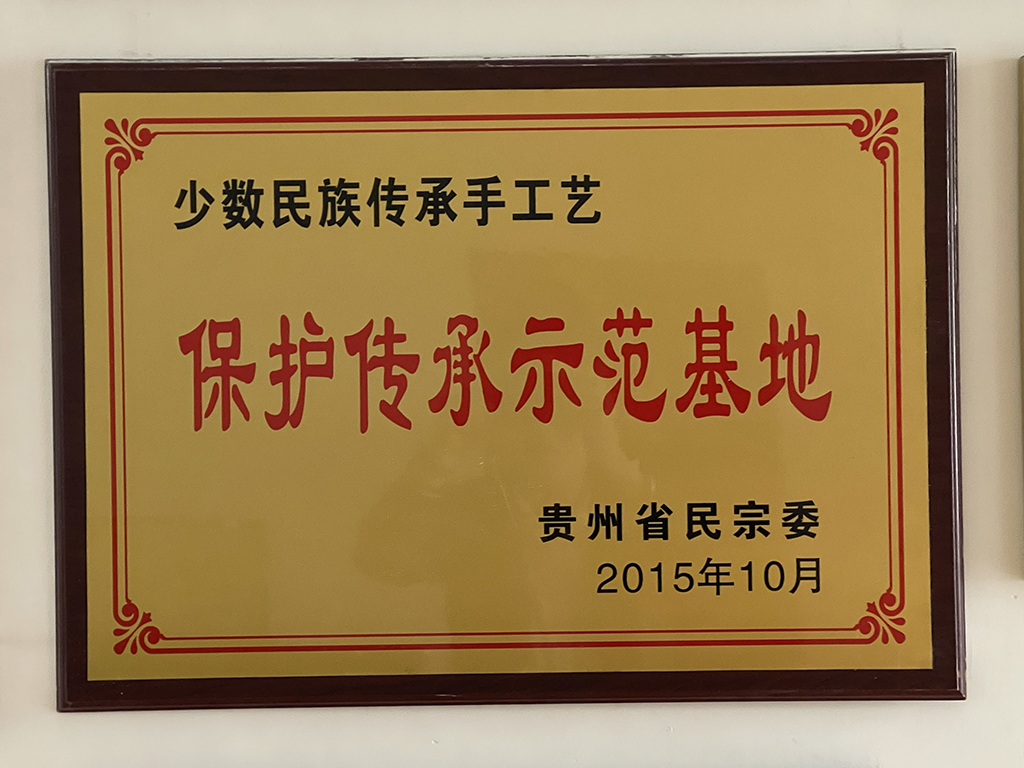 少数民族传承手工艺
保护传承示范基地
贵州省民宗委
2015年10月